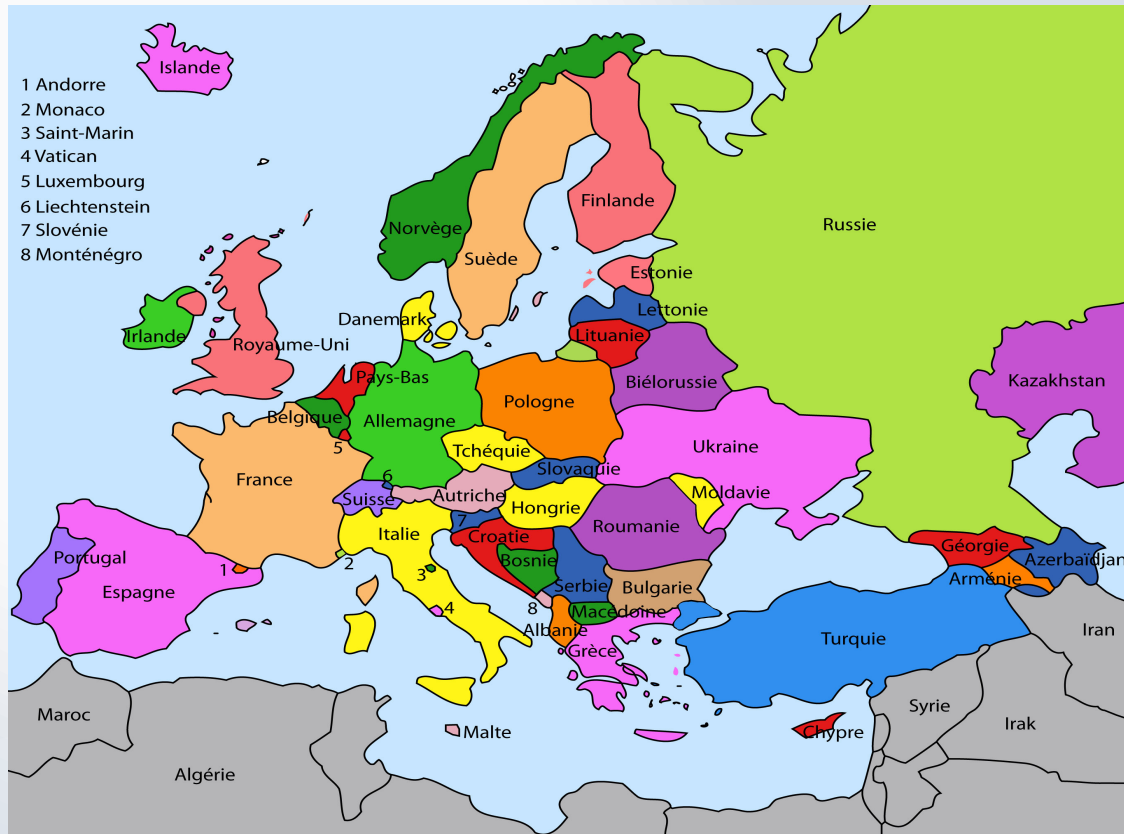 Islande
1 Andorre
2 Monaco
3 Saint-Marin
4 Vatican
5 Luxembourg
6 Liechtenstein
7 Slovénie
8 Monténégro
Finlande
Russie
Norvège
Suède
Estonie
Lettonie
Danemark
Lituanie
Irlande
Royaume-Uni
Pays-Bas
Biélorussie
Kazakhstan
Pologne
Belgique
Allemagne
Ukraine
5
Tchéquie
Slovaquie
France
6
Suisse
Autriche
Moldavie
Hongrie
7
Roumanie
Italie
Croatie
Géorgie
Portugal
2
Bosnie
Azerbaïdjan
1
3
Arménie
Espagne
Serbie
Bulgarie
4
8
Macédoine
Albanie
Iran
Turquie
Grèce
Maroc
Syrie
Irak
Malte
Chypre
Algérie